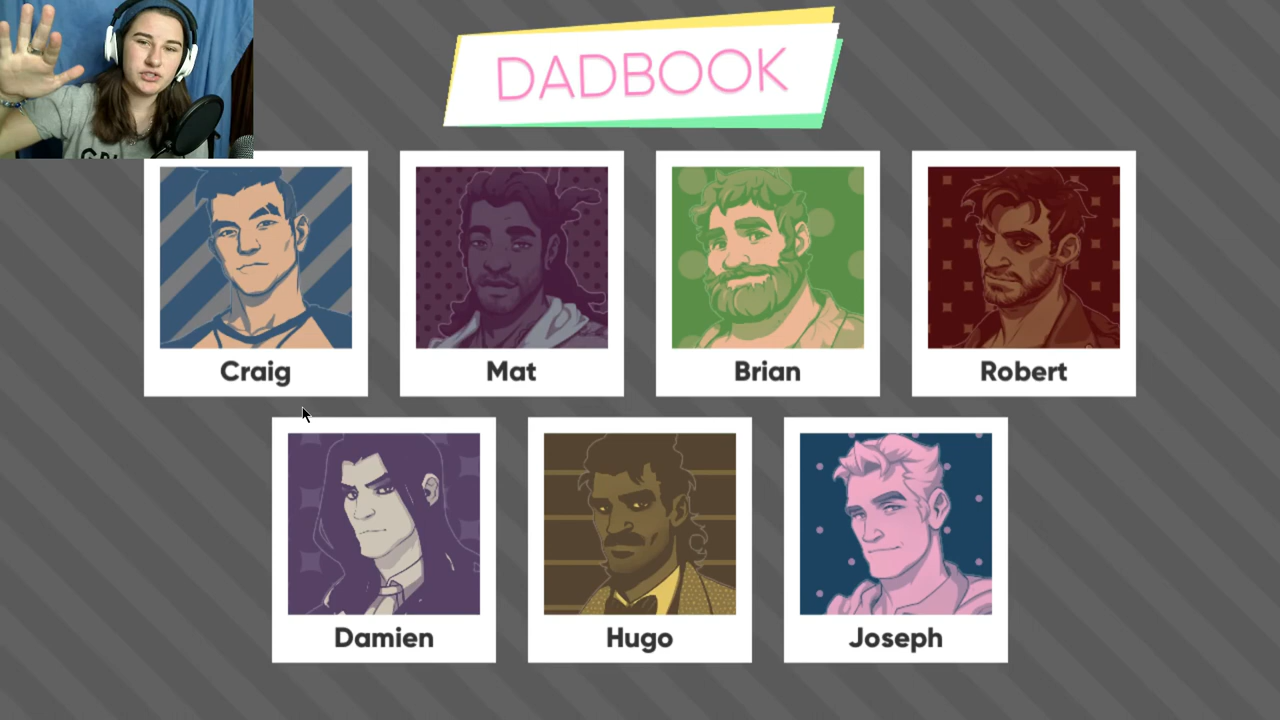 DADBOOK
Craig
Mat
Brian
Robert
Damien
Hugo
Joseph